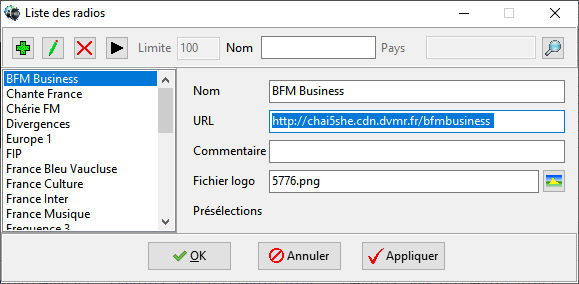 Liste des radios
Limite 100 Nom Pays
BFM Business
Chante France
Chérie FM
Divergences
Europe 1
FIP
France Bleu Vaucluse
France Culture
France Inter
France Musique
Frequence 3
Nom BFM Business
URL http://chai5she.cdn.dvmr.fr/bfmbusiness
Commentaire
Fichier logo 5776.png
Présélections
OK Annuler Appliquer